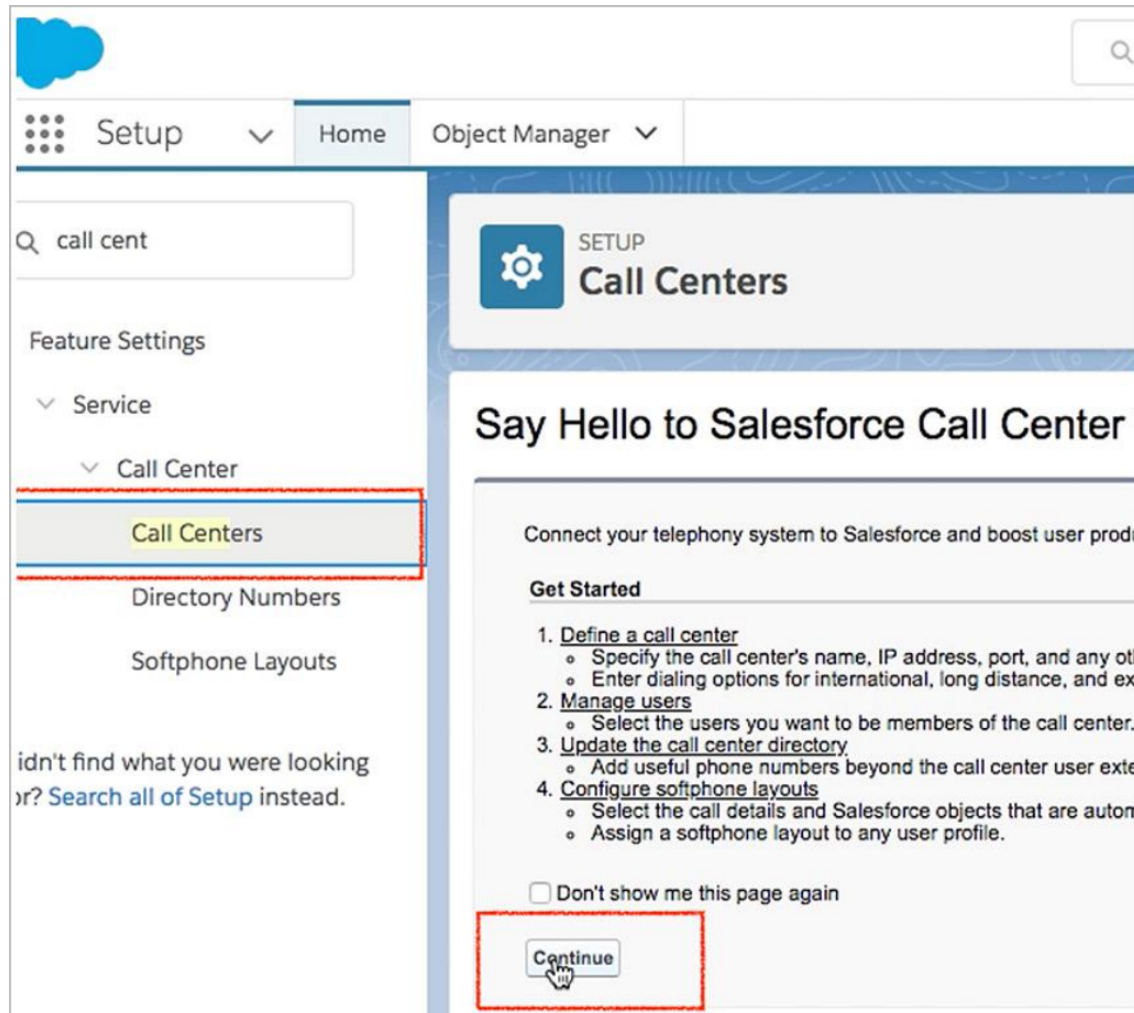 Setup
Home
Object Manager
call cent
SETUP
Call Centers
Feature Settings
Service
Call Center
Call Centers
Directory Numbers
Softphone Layouts
idn't find what you were looking
or? Search all of Setup instead.
Say Hello to Salesforce Call Center
Connect your telephony system to Salesforce and boost user produ
Get Started
1. Define a call center
Specify the call center's name, IP address, port, and any ot
Enter dialing options for international, long distance, and ex
2. Manage users
Select the users you want to be members of the call center.
3. Update the call center directory
Add useful phone numbers beyond the call center user exte
4. Configure softphone layouts
Select the call details and Salesforce objects that are autom
Assign a softphone layout to any user profile.
Don't show me this page again
Continue